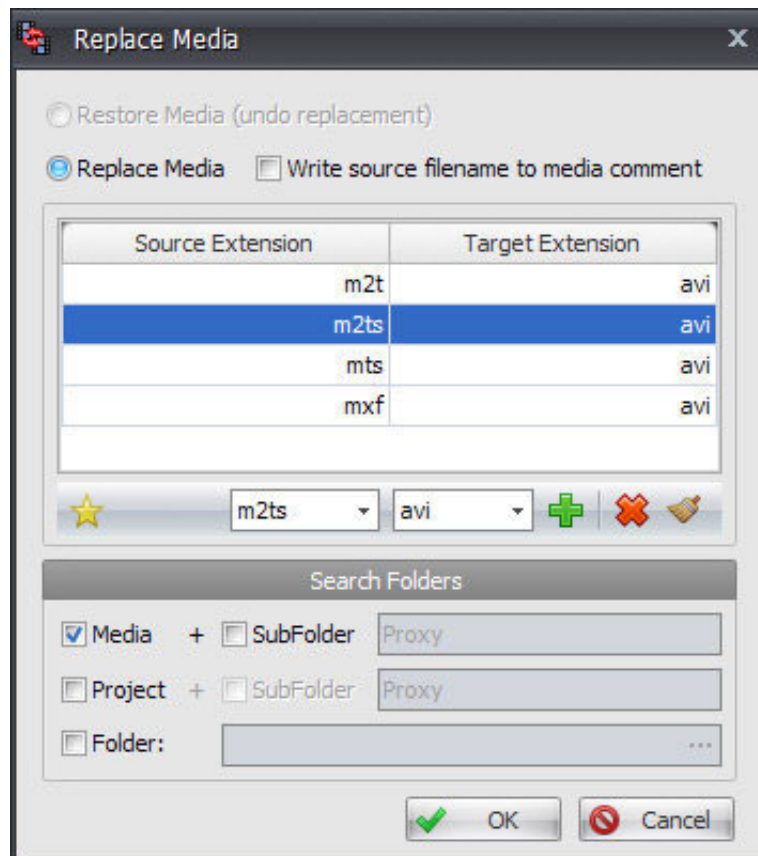 Replace Media
Restore Media (undo replacement)
Replace Media Write source filename to media comment
Source Extension Target Extension
m2t avi
m2ts avi
mts avi
mxf avi
m2ts avi
Search Folders
Media + SubFolder Proxy
Project + SubFolder Proxy
Folder: ...
OK Cancel